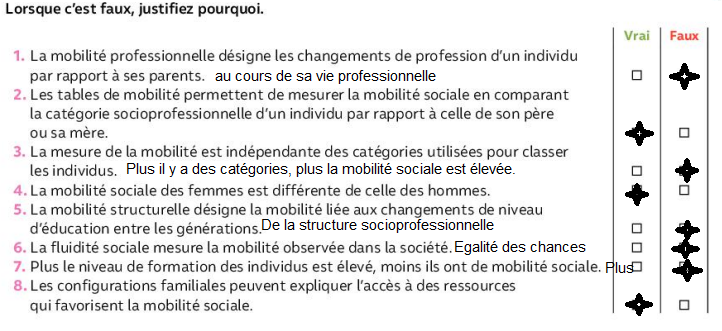 Lorsque c'est faux, justifiez pourquoi.
Vrai Faux
1. La mobilité professionnelle désigne les changements de profession d'un individu
par rapport à ses parents. au cours de sa vie professionnelle
2. Les tables de mobilité permettent de mesurer la mobilité sociale en comparant
la catégorie socioprofessionnelle d'un individu par rapport à celle de son père
ou sa mère.
3. La mesure de la mobilité est indépendante des catégories utilisées pour classer
les individus. Plus il y a des catégories, plus la mobilité sociale est élevée.
4. La mobilité sociale des femmes est différente de celle des hommes.
5. La mobilité structurelle désigne la mobilité liée aux changements de niveau
d'éducation entre les générations. De la structure socioprofessionnelle
6. La fluidité sociale mesure la mobilité observée dans la société. Egalité des chances
7. Plus le niveau de formation des individus est élevé, moins ils ont de mobilité sociale. Plus
8. Les configurations familiales peuvent expliquer l'accès à des ressources
qui favorisent la mobilité sociale.